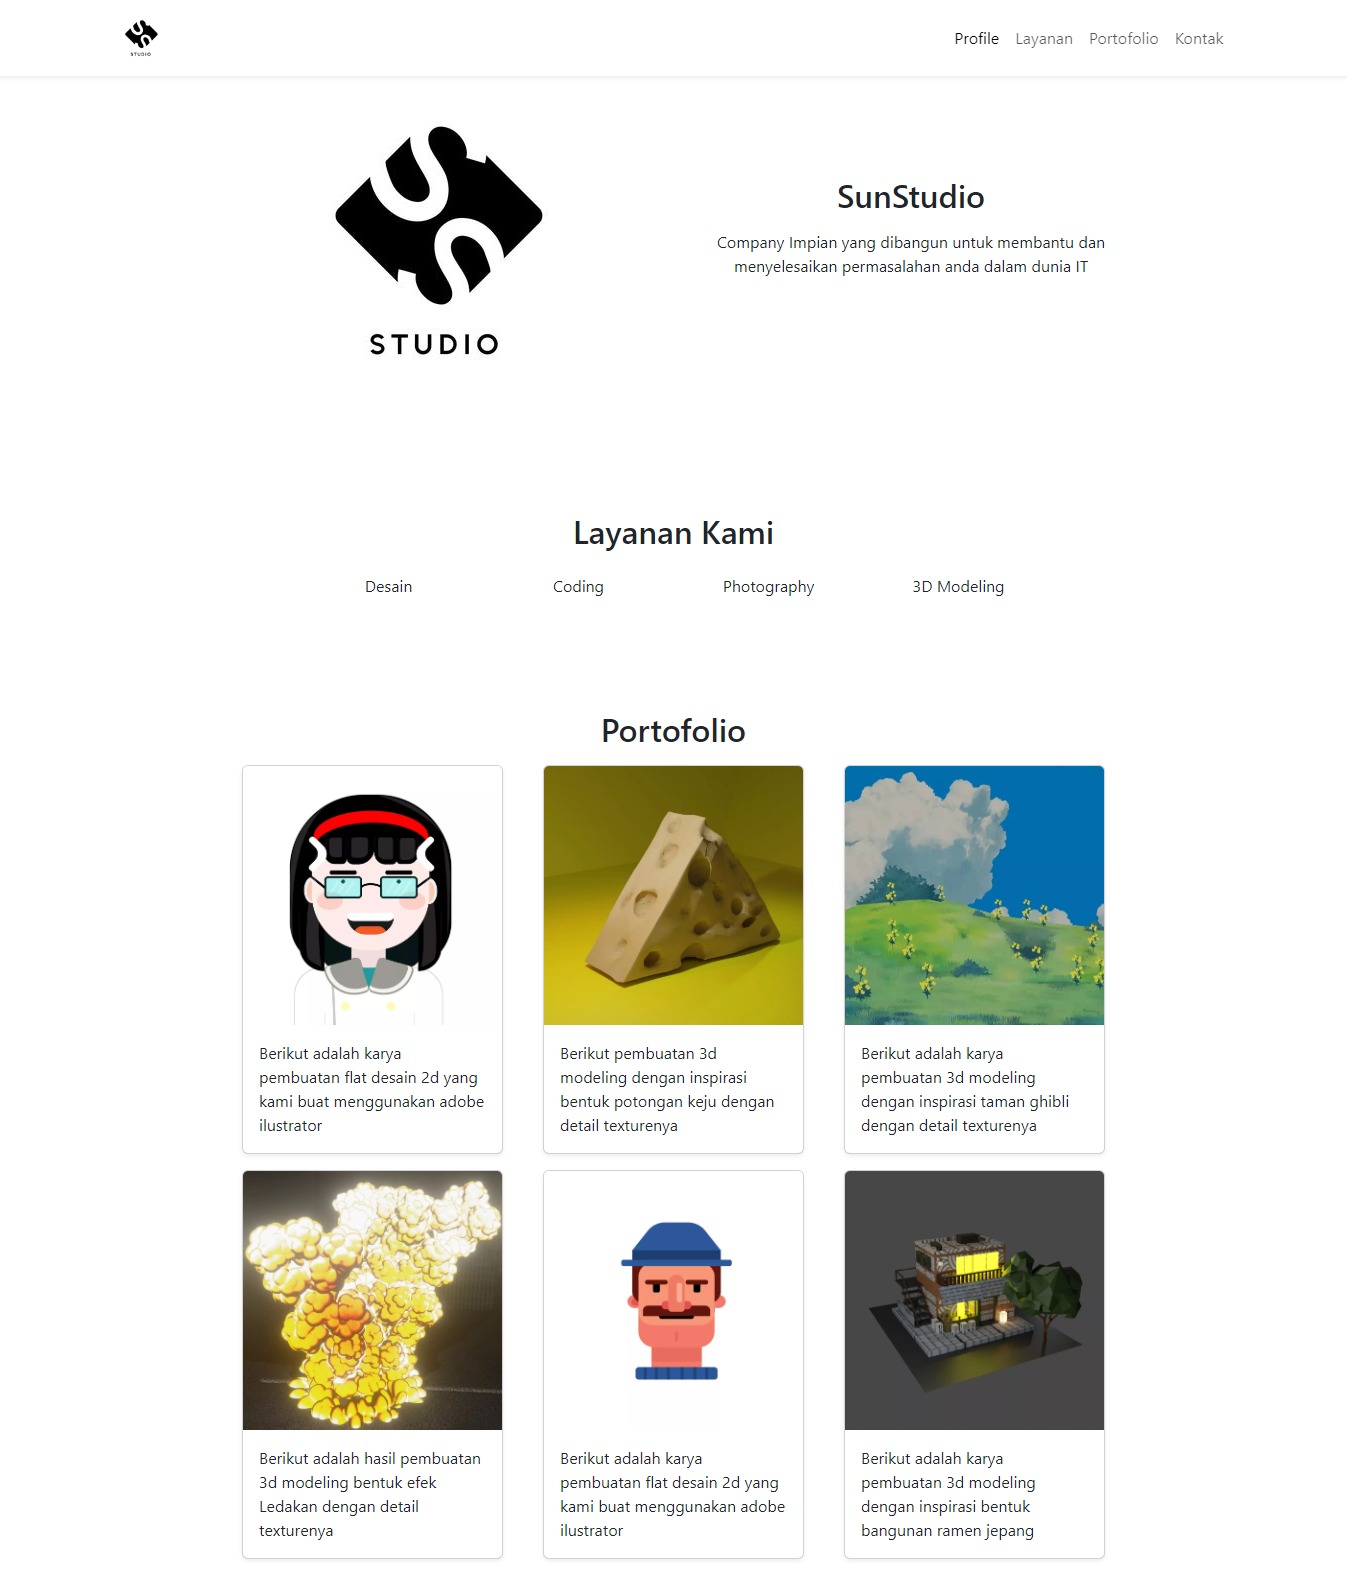 STUDIO
Profile Layanan Portofolio Kontak
STUDIO
SunStudio
Company Impian yang dibangun untuk membantu dan
menyelesaikan permasalahan anda dalam dunia IT
Layanan Kami
Desain Coding Photography 3D Modeling
Portofolio
Berikut adalah karya
pembuatan flat desain 2d yang
kami buat menggunakan adobe
ilustrator
Berikut pembuatan 3d
modeling dengan inspirasi
bentuk potongan keju dengan
detail texturenya
Berikut adalah karya
pembuatan 3d modeling
dengan inspirasi taman ghibli
dengan detail texturenya
Berikut adalah hasil pembuatan
3d modeling bentuk efek
Ledakan dengan detail
texturenya
Berikut adalah karya
pembuatan flat desain 2d yang
kami buat menggunakan adobe
ilustrator
Berikut adalah karya
pembuatan 3d modeling
dengan inspirasi bentuk
bangunan ramen jepang